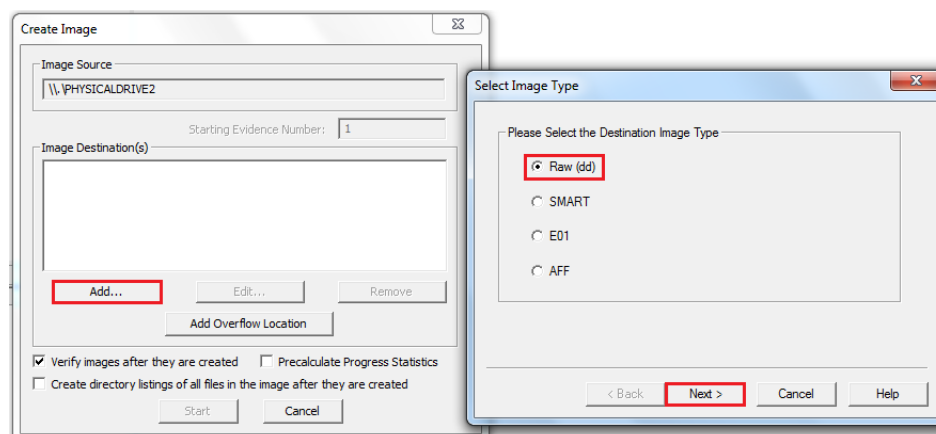 Create Image
Image Source
\\.\PHYSICALDRIVE2
Starting Evidence Number: 1
Image Destination(s)
Add...
Edit...
Remove
Add Overflow Location
Verify images after they are created
Precalculate Progress Statistics
Create directory listings of all files in the image after they are created
Start
Cancel
Select Image Type
Please Select the Destination Image Type
Raw (dd)
SMART
E01
AFF
< Back
Next >
Cancel
Help